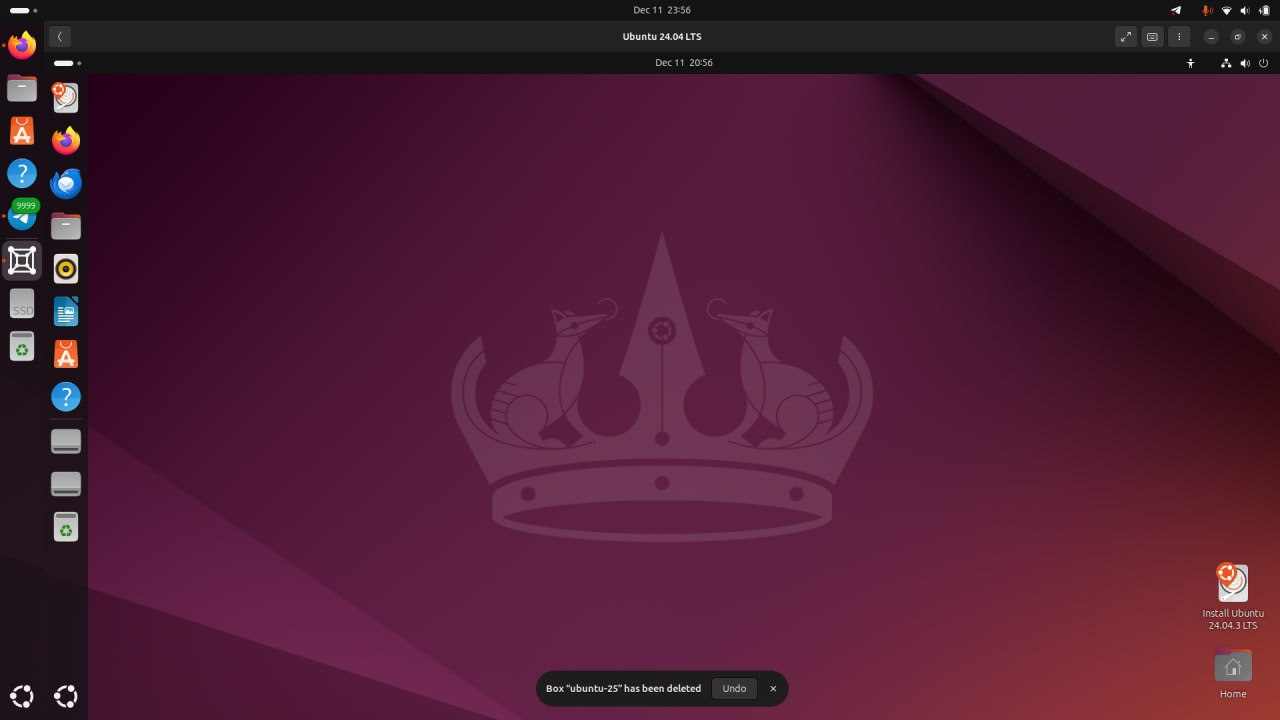 Dec 11 23:56
Ubuntu 24.04 LTS
Dec 11 20:56
9999
SSD
Install Ubuntu
24.04.3 LTS
Home
Box “ubuntu-25” has been deleted
Undo